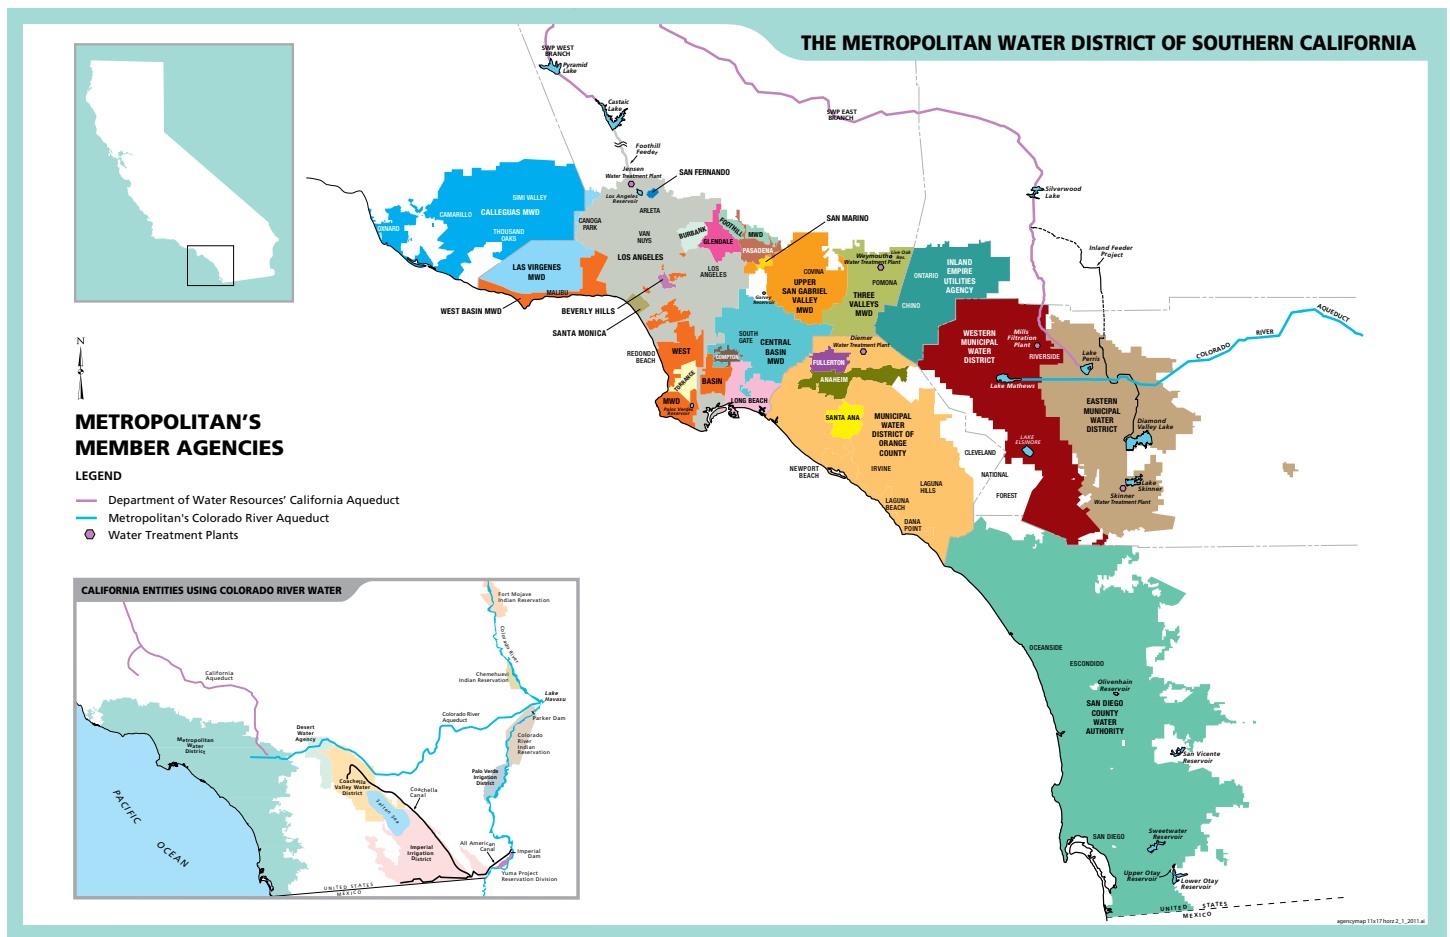 THE METROPOLITAN WATER DISTRICT OF SOUTHERN CALIFORNIA
SWP WEST
BRANCH
Pyramid
Lake
Castaic
Lake
SWP EAST
BRANCH
Foothill
Feeder
Jensen
Water Treatment Plant
Los Angeles
Reservoir
SAN FERNANDO
Silverwood
Lake
Inland Feeder
Project
SIMI VALLEY
CAMARILLO
CALLEGUAS MWD
OXNARD
THOUSAND
OAKS
CANOGA
PARK
ARLETA
VAN
NUYS
BURBANK
GLENDALE
FOOTHILL
MWD
PASADENA
SAN MARINO
LOS ANGELES
LOS
ANGELES
LAS VIRGENES
MWD
MALIBU
WEST BASIN MWD
BEVERLY HILLS
SANTA MONICA
COVINA
UPPER
SAN GABRIEL
VALLEY
MWD
Garvey
Reservoir
Live Oak
Res.
Weymouth
Water Treatment Plant
POMONA
THREE
VALLEYS
MWD
ONTARIO
INLAND
EMPIRE
UTILITIES
AGENCY
CHINO
AQUEDUCT
RIVER
COLORADO
REDONDO
BEACH
WEST
BASIN
MWD
TORRANCE
Palos Verdes
Reservoir
COMPTON
SOUTH
GATE
CENTRAL
BASIN
MWD
LONG BEACH
Diemer
Water Treatment Plant
FULLERTON
ANAHEIM
SANTA ANA
MUNICIPAL
WATER
DISTRICT OF
ORANGE
COUNTY
NEWPORT
BEACH
IRVINE
LAGUNA
HILLS
LAGUNA
BEACH
DANA
POINT
WESTERN
MUNICIPAL
WATER
DISTRICT
Mills
Filtration
Plant
RIVERSIDE
Lake
Perris
Lake Mathews
LAKE
ELSINORE
CLEVELAND
NATIONAL
FOREST
EASTERN
MUNICIPAL
WATER
DISTRICT
Diamond
Valley Lake
Lake
Skinner
Skinner
Water Treatment Plant
OCEANSIDE
ESCONDIDO
Olivenhain
Reservoir
SAN DIEGO
COUNTY
WATER
AUTHORITY
San Vicente
Reservoir
SAN DIEGO
Sweetwater
Reservoir
Upper Otay
Reservoir
Lower Otay
Reservoir
UNITED STATES
MEXICO
N
METROPOLITAN'S
MEMBER AGENCIES
LEGEND
Department of Water Resources' California Aqueduct
Metropolitan's Colorado River Aqueduct
Water Treatment Plants
CALIFORNIA ENTITIES USING COLORADO RIVER WATER
Fort Mojave
Indian Reservation
Colorado River
Chemehuevi
Indian Reservation
California
Aqueduct
Lake
Havasu
Parker Dam
Colorado River
Aqueduct
Desert
Water
Agency
Metropolitan
Water
District
Colorado
River
Indian
Reservation
Palo Verde
Irrigation
District
Coachella
Valley Water
District
Coachella
Canal
Salton Sea
PACIFIC
OCEAN
Imperial
Irrigation
District
All American
Canal
Imperial
Dam
Yuma Project
Reservation Division
UNITED STATES
MEXICO
agencymap 11x17 horz 2_1_2011.ai